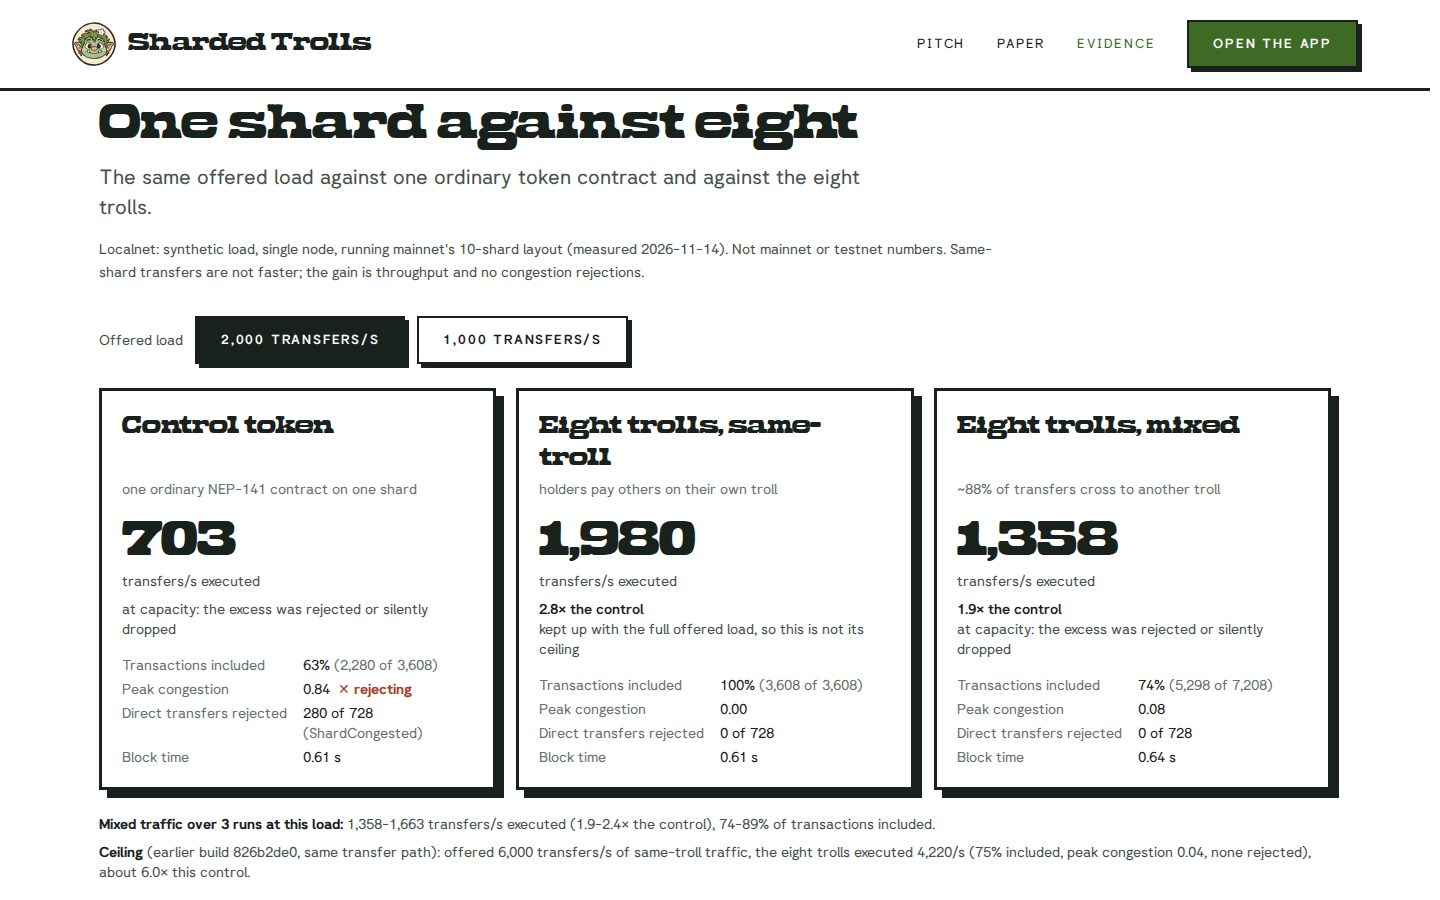 Sharded Trolls
PITCH
PAPER
EVIDENCE
OPEN THE APP
One shard against eight
The same offered load against one ordinary token contract and against the eight
trolls.
Localnet: synthetic load, single node, running mainnet's 10-shard layout (measured 2026-11-14). Not mainnet or testnet numbers. Same-
shard transfers are not faster; the gain is throughput and no congestion rejections.
Offered load
2,000 TRANSFERS/S
1,000 TRANSFERS/S
Control token
one ordinary NEP-141 contract on one shard
703
transfers/s executed
at capacity: the excess was rejected or silently
dropped
Transactions included 63% (2,280 of 3,608)
Peak congestion 0.84 × rejecting
Direct transfers rejected 280 of 728
(ShardCongested)
Block time 0.61 s
Eight trolls, same-
troll
holders pay others on their own troll
1,980
transfers/s executed
2.8× the control
kept up with the full offered load, so this is not its
ceiling
Transactions included 100% (3,608 of 3,608)
Peak congestion 0.00
Direct transfers rejected 0 of 728
Block time 0.61 s
Eight trolls, mixed
~88% of transfers cross to another troll
1,358
transfers/s executed
1.9× the control
at capacity: the excess was rejected or silently
dropped
Transactions included 74% (5,298 of 7,208)
Peak congestion 0.08
Direct transfers rejected 0 of 728
Block time 0.64 s
Mixed traffic over 3 runs at this load: 1,358–1,663 transfers/s executed (1.9–2.4× the control), 74–89% of transactions included.
Ceiling (earlier build 826b2de0, same transfer path): offered 6,000 transfers/s of same-troll traffic, the eight trolls executed 4,220/s (75% included, peak congestion 0.04, none rejected),
about 6.0× this control.